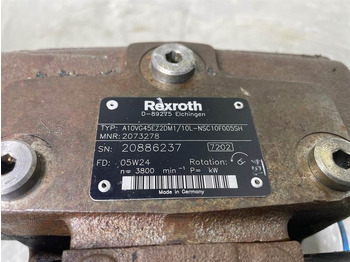 Rexroth
D-89275 Elchingen
TYP: A10VG45EZ2DM1/10L-NSC10F005SH
MNR: 2073278
SN: 20886237 7202
FD: 05W24 Rotation:
n= 3800 min⁻¹ P= kW
Made in Germany